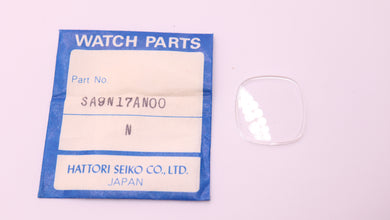 WATCH PARTS
Part No.
SA9N17AN00
N
HATTORI SEIKO CO., LTD.
JAPAN